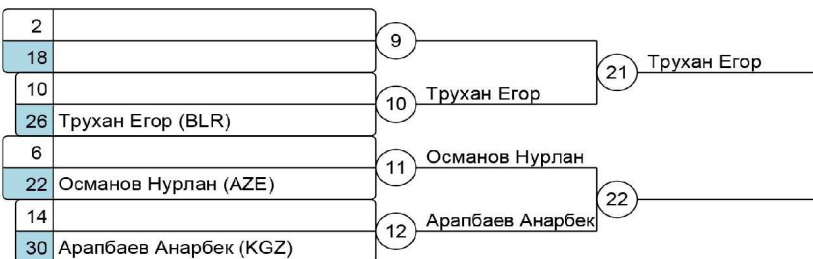 2
18
9
10
26 Трухан Егор (BLR)
10
Трухан Егор
21
Трухан Егор
6
22 Османов Нурлан (AZE)
11
Османов Нурлан
14
30 Арапбаев Анарбек (KGZ)
12
Арапбаев Анарбек
22